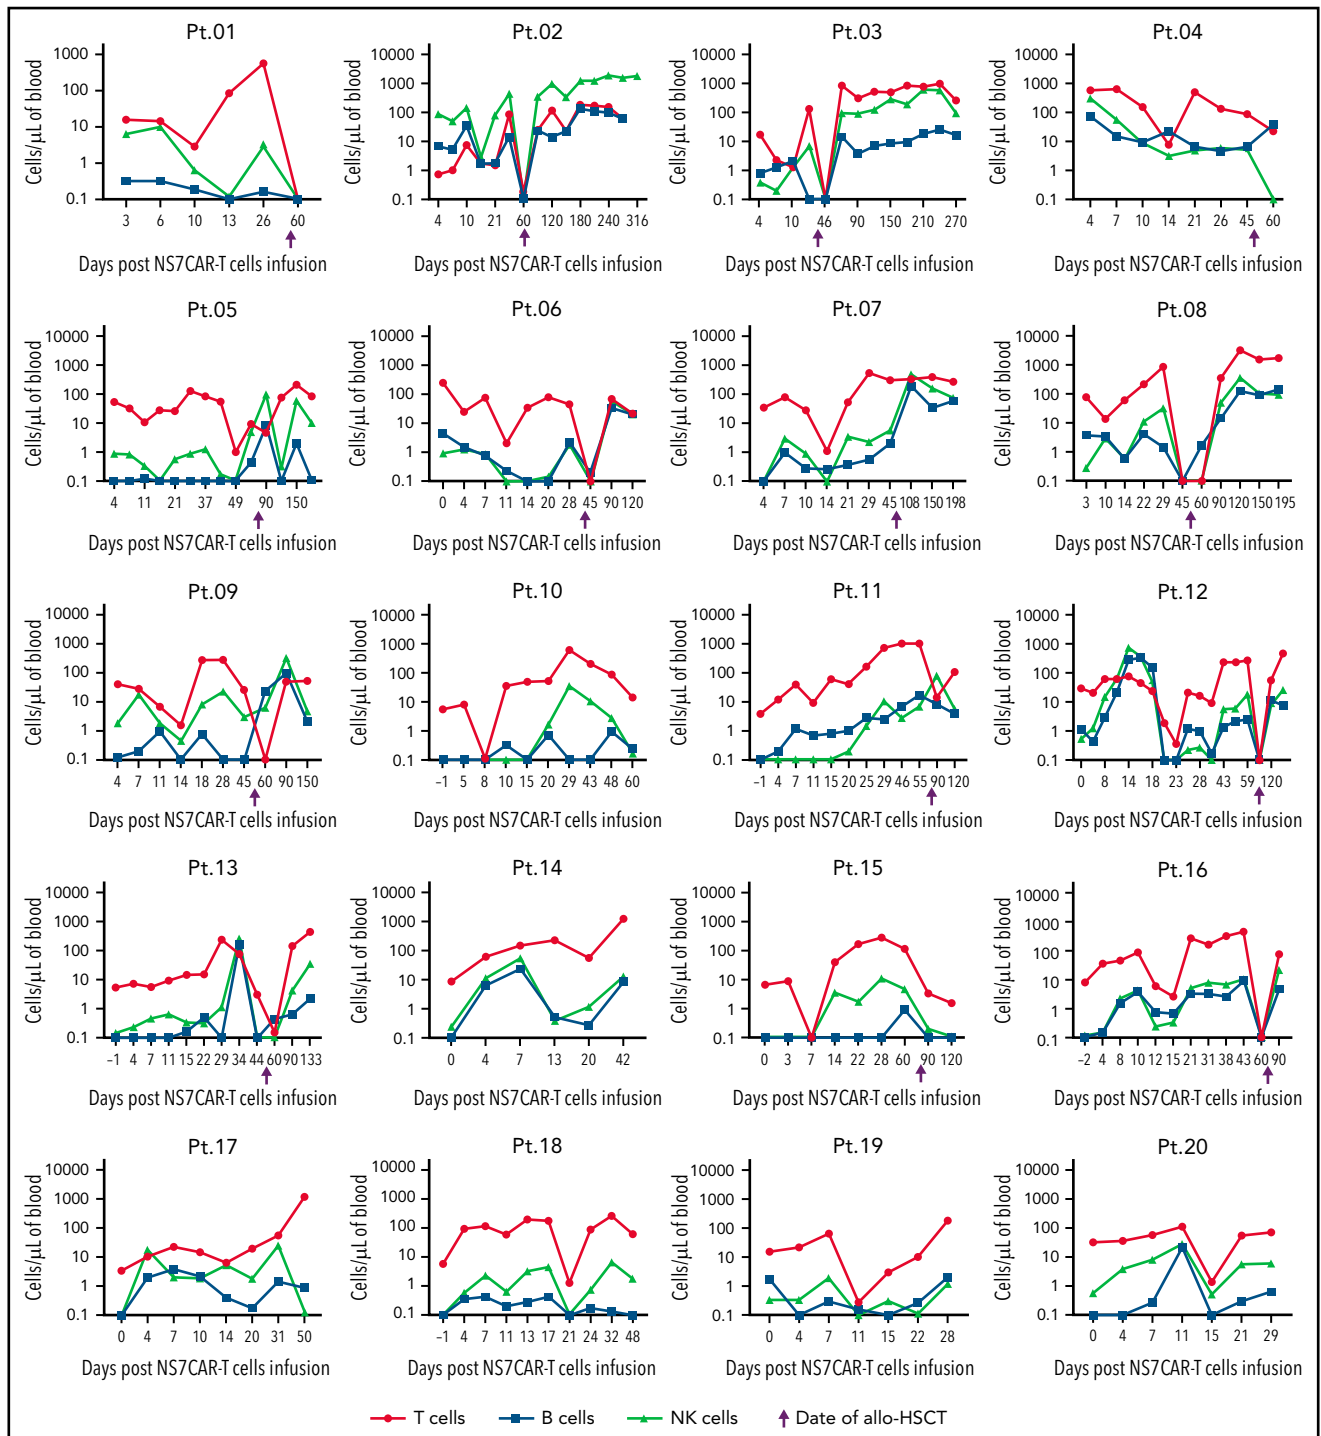 Pt.01 Pt.02 Pt.03 Pt.04
Cells/µL of blood Cells/µL of blood Cells/µL of blood Cells/µL of blood
1000 100 10 1 0.1
10000 1000 100 10 1 0.1
10000 1000 100 10 1 0.1
10000 1000 100 10 1 0.1
3 6 10 13 26 60
4 10 21 60 120 180 240 316
4 10 46 90 150 210 270
4 7 10 14 21 26 45 60
Days post NS7CAR-T cells infusion Days post NS7CAR-T cells infusion Days post NS7CAR-T cells infusion Days post NS7CAR-T cells infusion
Pt.05 Pt.06 Pt.07 Pt.08
Cells/µL of blood Cells/µL of blood Cells/µL of blood Cells/µL of blood
10000 1000 100 10 1 0.1
10000 1000 100 10 1 0.1
10000 1000 100 10 1 0.1
10000 1000 100 10 1 0.1
4 11 21 37 49 90 150
0 4 7 11 14 20 28 45 90 120
4 7 10 14 21 29 45 108 150 198
3 10 14 22 29 45 60 90 120 150 195
Days post NS7CAR-T cells infusion Days post NS7CAR-T cells infusion Days post NS7CAR-T cells infusion Days post NS7CAR-T cells infusion
Pt.09 Pt.10 Pt.11 Pt.12
Cells/µL of blood Cells/µL of blood Cells/µL of blood Cells/µL of blood
10000 1000 100 10 1 0.1
10000 1000 100 10 1 0.1
10000 1000 100 10 1 0.1
10000 1000 100 10 1 0.1
4 7 11 14 18 28 45 60 90 150
–1 5 8 10 15 20 29 43 48 60
–1 4 7 11 15 20 25 29 46 55 90 120
0 8 14 18 23 28 43 59 120
Days post NS7CAR-T cells infusion Days post NS7CAR-T cells infusion Days post NS7CAR-T cells infusion Days post NS7CAR-T cells infusion
Pt.13 Pt.14 Pt.15 Pt.16
Cells/µL of blood Cells/µL of blood Cells/µL of blood Cells/µL of blood
10000 1000 100 10 1 0.1
10000 1000 100 10 1 0.1
10000 1000 100 10 1 0.1
10000 1000 100 10 1 0.1
–1 4 7 11 15 22 29 34 44 60 90 133
0 4 7 13 20 42
0 3 7 14 22 28 60 90 120
–2 4 8 10 12 15 21 31 38 43 60 90
Days post NS7CAR-T cells infusion Days post NS7CAR-T cells infusion Days post NS7CAR-T cells infusion Days post NS7CAR-T cells infusion
Pt.17 Pt.18 Pt.19 Pt.20
Cells/µL of blood Cells/µL of blood Cells/µL of blood Cells/µL of blood
10000 1000 100 10 1 0.1
10000 1000 100 10 1 0.1
10000 1000 100 10 1 0.1
10000 1000 100 10 1 0.1
0 4 7 10 14 20 31 50
–1 4 7 11 13 17 21 24 32 48
0 4 7 11 15 22 28
0 4 7 11 15 21 29
Days post NS7CAR-T cells infusion Days post NS7CAR-T cells infusion Days post NS7CAR-T cells infusion Days post NS7CAR-T cells infusion
T cells B cells NK cells Date of allo-HSCT